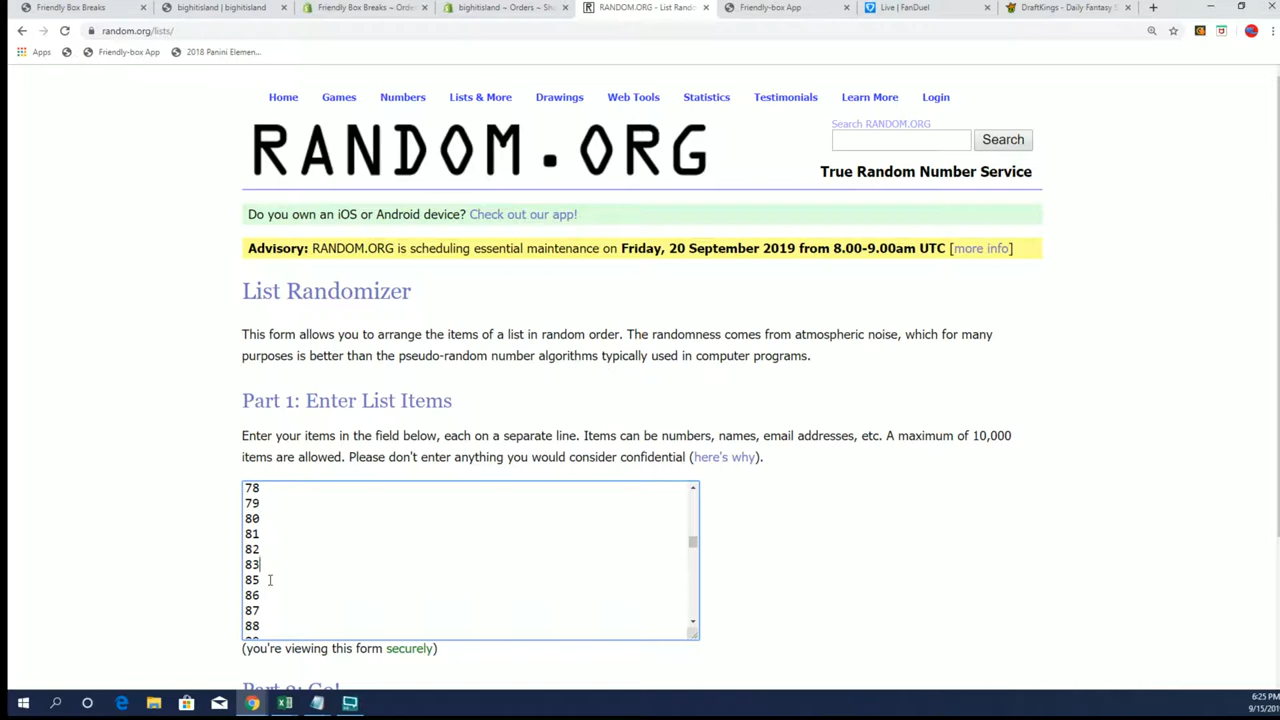 Friendly Box Breaks
bighitisland | bighitisland
Friendly Box Breaks ~ Orde
bighitisland ~ Orders ~ Sh
RANDOM.ORG - List Rando
Friendly-box App
Live | FanDuel
DraftKings - Daily Fantasy S
random.org/lists/
Apps
Friendly-box App
2018 Panini Elemen...
Home Games Numbers Lists & More Drawings Web Tools Statistics Testimonials Learn More Login
RANDOM.ORG
Search RANDOM.ORG
Search
True Random Number Service
Do you own an iOS or Android device? Check out our app!
Advisory: RANDOM.ORG is scheduling essential maintenance on Friday, 20 September 2019 from 8.00-9.00am UTC [more info]
List Randomizer
This form allows you to arrange the items of a list in random order. The randomness comes from atmospheric noise, which for many
purposes is better than the pseudo-random number algorithms typically used in computer programs.
Part 1: Enter List Items
Enter your items in the field below, each on a separate line. Items can be numbers, names, email addresses, etc. A maximum of 10,000
items are allowed. Please don't enter anything you would consider confidential (here's why).
78
79
80
81
82
83
85
86
87
88
(you're viewing this form securely)
Part 2: Go!
6:25 PM
9/15/201